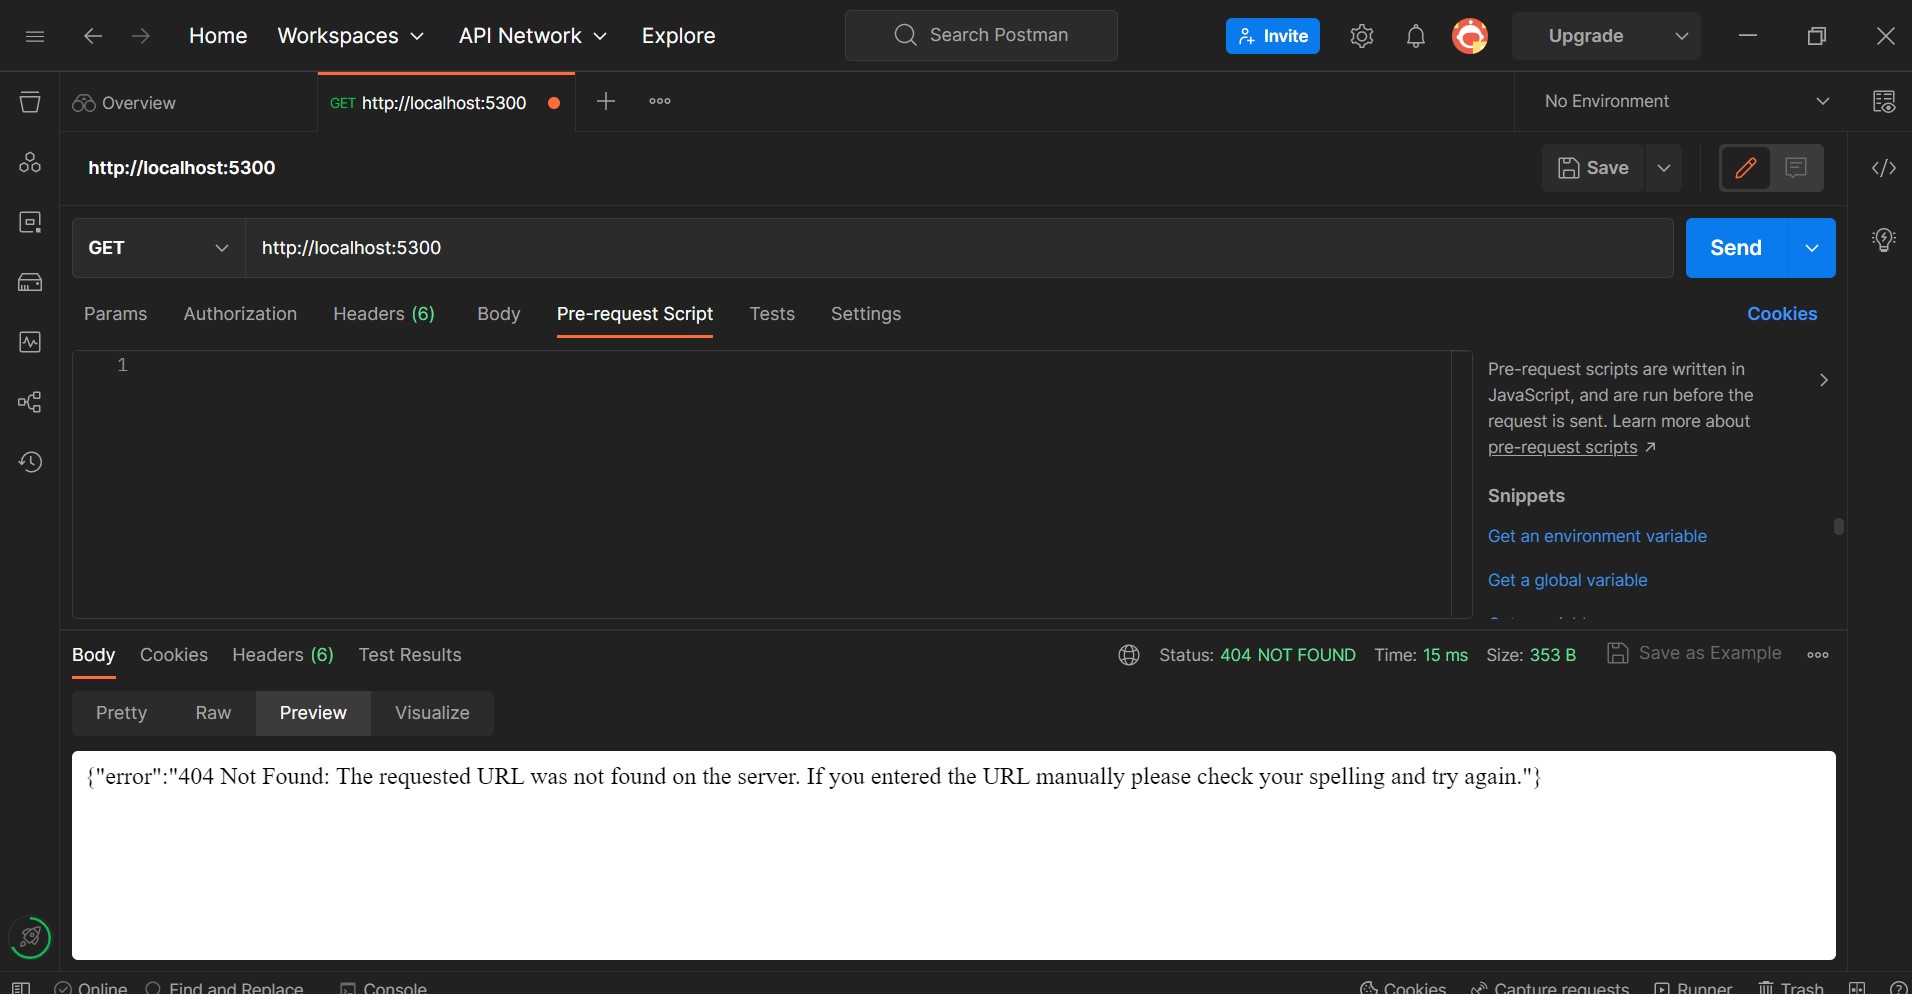 Home Workspaces API Network Explore Search Postman Invite Upgrade
Overview GET http://localhost:5300 No Environment
http://localhost:5300 Save
GET http://localhost:5300 Send
Params Authorization Headers (6) Body Pre-request Script Tests Settings Cookies
1
Pre-request scripts are written in
JavaScript, and are run before the
request is sent. Learn more about
pre-request scripts
Snippets
Get an environment variable
Get a global variable
Body Cookies Headers (6) Test Results Status: 404 NOT FOUND Time: 15 ms Size: 353 B Save as Example
Pretty Raw Preview Visualize
{"error":"404 Not Found: The requested URL was not found on the server. If you entered the URL manually please check your spelling and try again."}
Online Find and Replace Console Cookies Capture requests Runner Trash